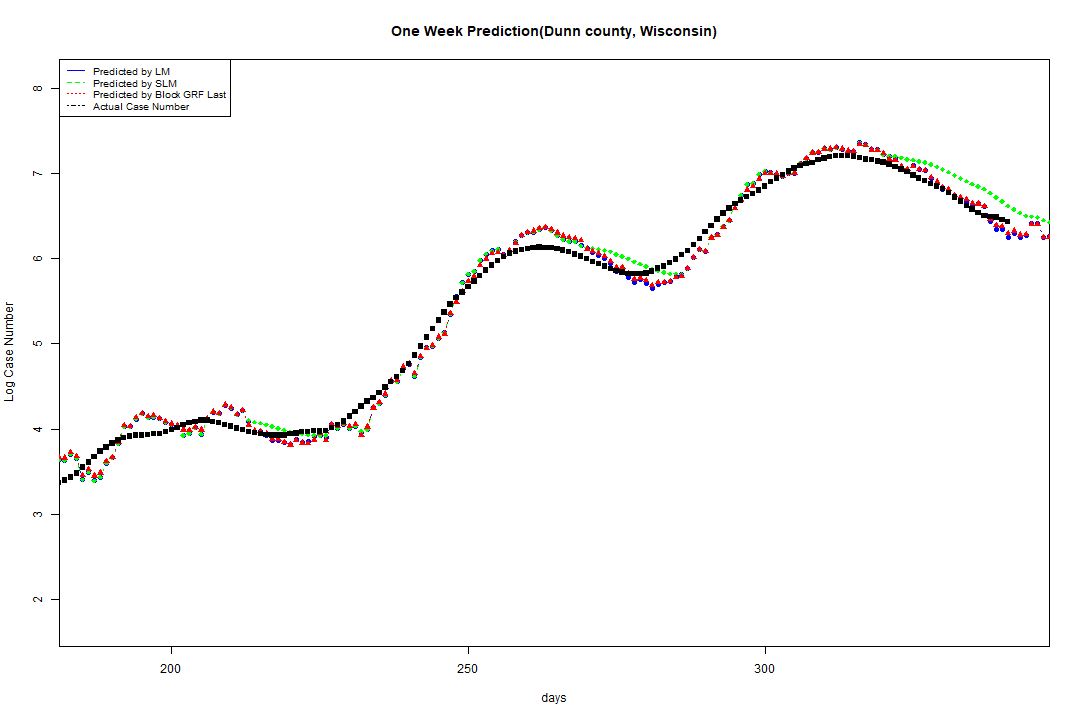 One Week Prediction(Dunn county, Wisconsin)
Predicted by LM
Predicted by SLM
Predicted by Block GRF Last
Actual Case Number
8
7
6
5
4
3
2
Log Case Number
200 250 300
days